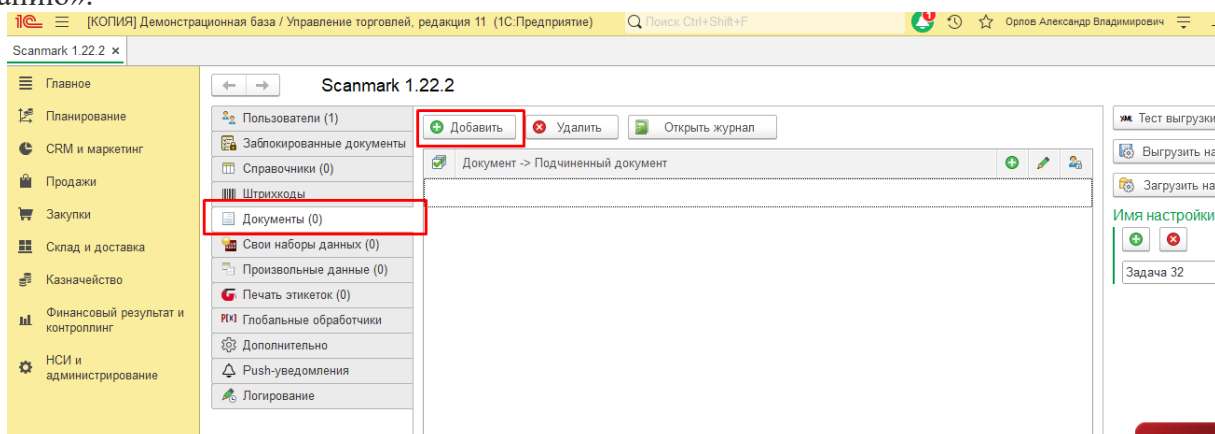 анию».
1С [КОПИЯ] Демонстрационная база / Управление торговлей, редакция 11 (1С:Предприятие) Поиск Ctrl+Shift+F Орлов Александр Владимирович
Scanmark 1.22.2 ×
Главное
Планирование
CRM и маркетинг
Продажи
Закупки
Склад и доставка
Казначейство
Финансовый результат и
контроллинг
НСИ и
администрирование
Scanmark 1.22.2
Пользователи (1)
Заблокированные документы
Справочники (0)
Штрихкоды
Документы (0)
Свои наборы данных (0)
Произвольные данные (0)
Печать этикеток (0)
Глобальные обработчики
Дополнительно
Push-уведомления
Логирование
Добавить Удалить Открыть журнал
Документ -> Подчиненный документ
XML Тест выгрузки
Выгрузить на
Загрузить на
Имя настройки
Задача 32